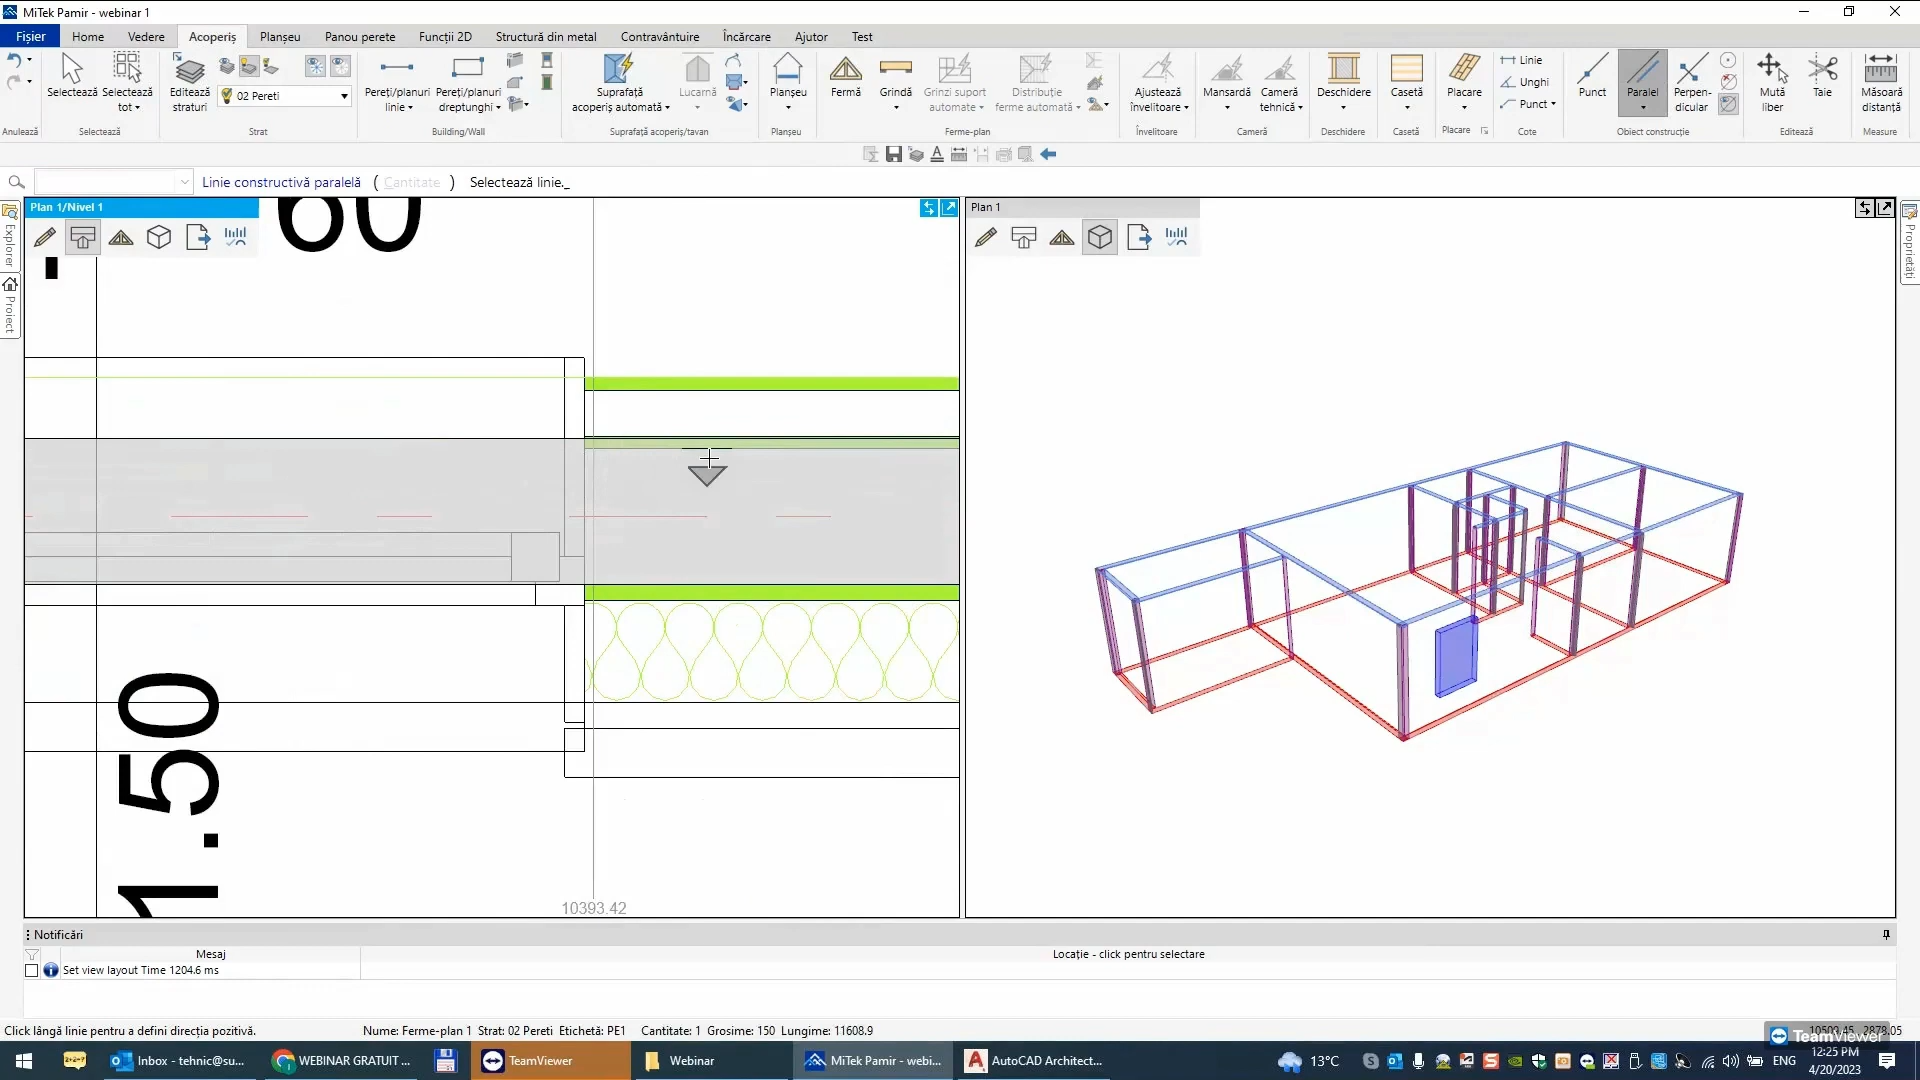 MiTek Pamir - webinar 1
Fișier Home Vedere Acoperiș Planșeu Panou perete Funcții 2D Structură din metal Contravântuire Încărcare Ajutor Test
Selectează
Selectează tot
Editează straturi
02 Pereti
Pereți/planuri linie
Pereți/planuri dreptunghi
Suprafață acoperiș automată
Lucarnă
Planșeu
Fermă
Grindă
Grinzi suport automate
Distribuție ferme automată
Ajustează învelitoare
Mansardă
Cameră tehnică
Deschidere
Casetă
Placare
Linie
Unghi
Punct
Punct
Paralel
Perpen-dicular
Mută liber
Taie
Măsoară distanță
Anulează Selectează Strat Building/Wall Suprafață acoperiș/tavan Planșeu Ferme-plan Învelitoare Cameră Deschidere Casetă Placare Cote Obiect construcție Editează Measure
Linie constructivă paralelă ( Cantitate ) Selectează linie._
Explorer
Proiect
Plan 1/Nivel 1
60
1.50
10393.42
Plan 1
Proprietăți
Notificări
Mesaj Locație - click pentru selectare
Set view layout Time 1204.6 ms
Click lângă linie pentru a defini direcția pozitivă. Nume: Ferme-plan 1 Strat: 02 Pereti Etichetă: PE1 Cantitate: 1 Grosime: 150 Lungime: 11608.9
TeamViewer
Inbox - tehnic@su... WEBINAR GRATUIT ... TeamViewer Webinar MiTek Pamir - webi... AutoCAD Architect... 13°C ENG
12:25 PM
4/20/2023